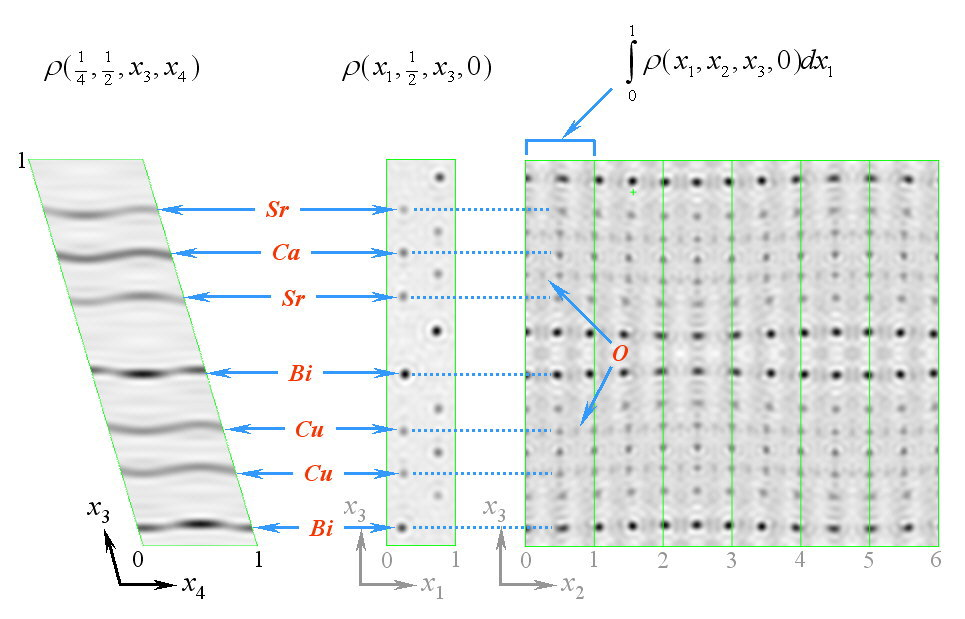 ρ(1/4, 1/2, x₃, x₄)
ρ(x₁, 1/2, x₃, 0)
∫₀¹ ρ(x₁, x₂, x₃, 0)dx₁
1
Sr
Ca
Sr
Bi
O
Cu
Cu
Bi
x₃
x₃
x₃
0 1
0 1
0 1 2 3 4 5 6
x₄
x₁
x₂